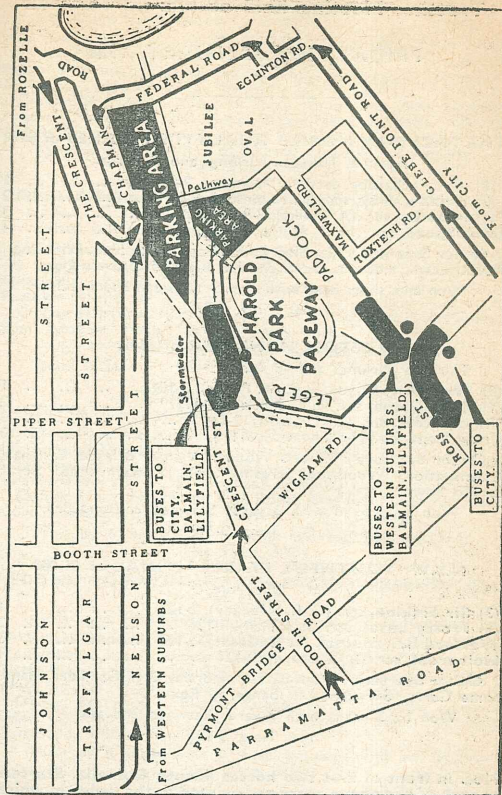 From ROZELLE
ROAD
FEDERAL ROAD
EGLINTON RD.
GLEBE POINT ROAD
From CITY
THE CRESCENT
CHAPMAN
PARKING AREA
JUBILEE
OVAL
Pathway
PARKING
AREA
PADDOCK
MAXWELL RD.
TOXTETH RD.
HAROLD
PARK
PACEWAY
LEGER
Stormwater
STREET
STREET
STREET
PIPER STREET
BUSES TO
CITY,
BALMAIN,
LILYFIELD.
CRESCENT ST
WIGRAM RD.
BUSES TO
WESTERN SUBURBS,
BALMAIN, LILYFIELD.
ROSS ST.
BUSES TO
CITY.
BOOTH STREET
BOOTH STREET
PYRMONT BRIDGE ROAD
PARRAMATTA ROAD
JOHNSON
TRAFALGAR
NELSON
From WESTERN SUBURBS